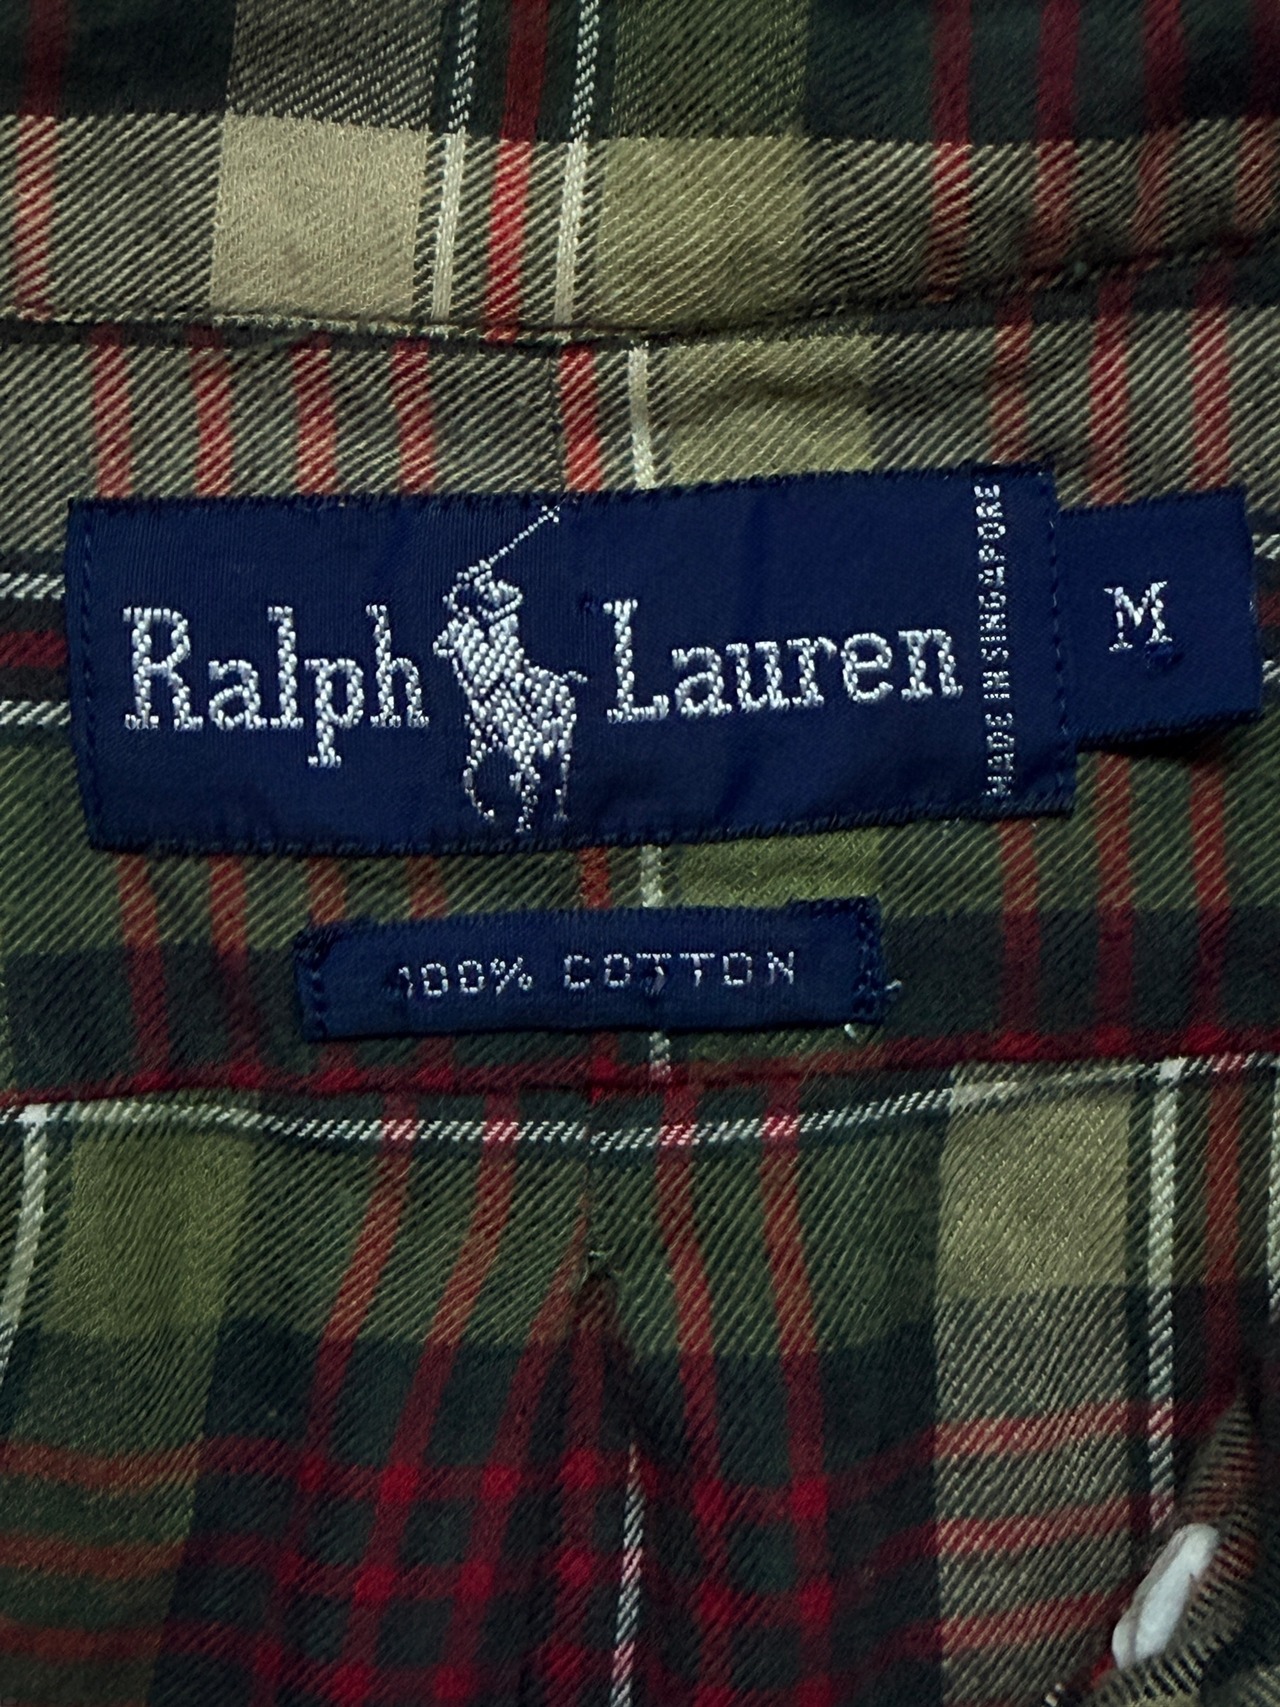 Ralph Lauren
MADE IN SINGAPORE
M
100% COTTON